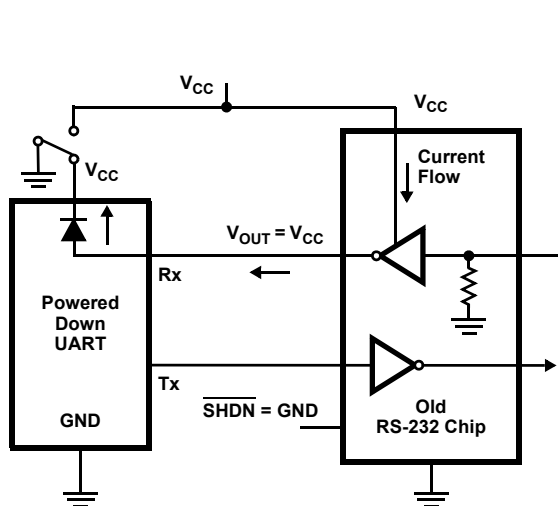 VCC
VCC
Current
Flow
VCC
VOUT = VCC
Rx
Powered
Down
UART
Tx
SHDN = GND
Old
RS-232 Chip
GND